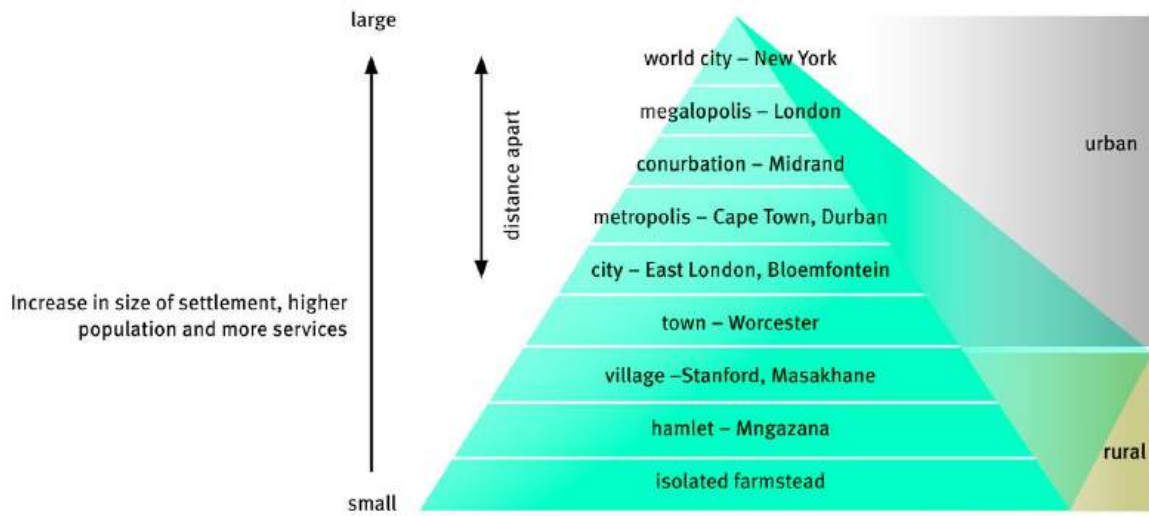 large
world city – New York
megalopolis – London
urban
distance apart
conurbation – Midrand
metropolis – Cape Town, Durban
city – East London, Bloemfontein
Increase in size of settlement, higher
population and more services
town – Worcester
village –Stanford, Masakhane
hamlet – Mngazana
rural
isolated farmstead
small